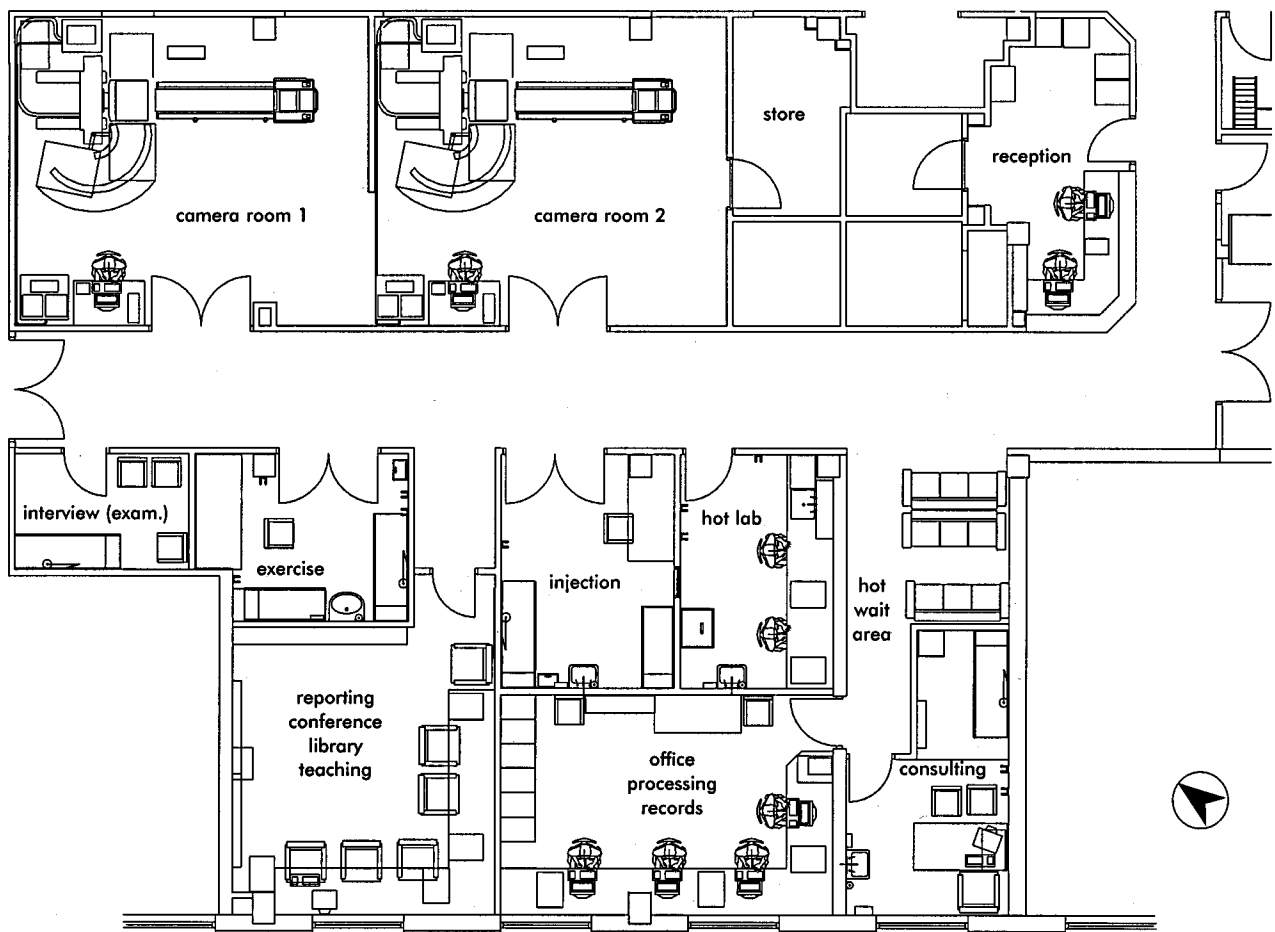 store
reception
camera room 1
camera room 2
interview (exam.)
exercise
injection
hot lab
hot
wait
area
reporting
conference
library
teaching
office
processing
records
consulting